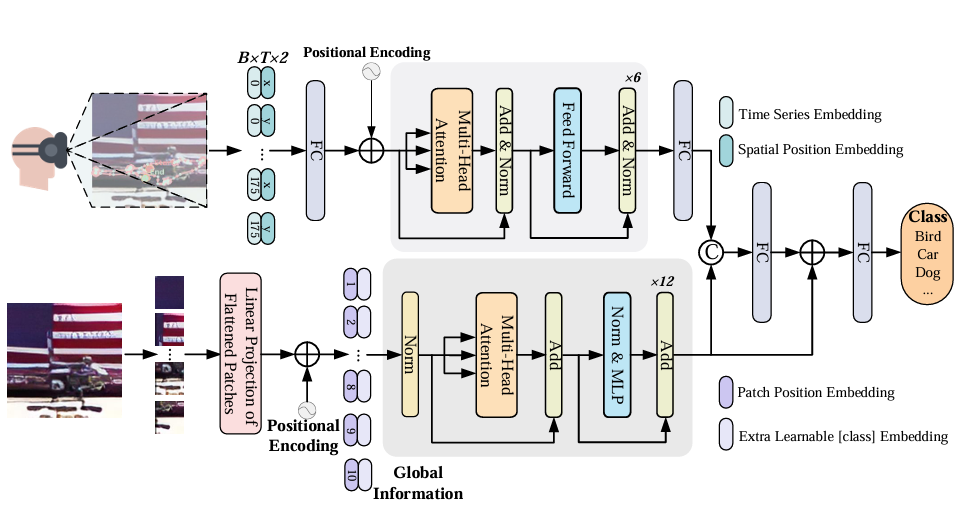 B×T×2
Positional Encoding
x
0
y
0
...
x
175
y
175
FC
Multi-Head
Attention
Add & Norm
Feed Forward
Add & Norm
×6
FC
Time Series Embedding
Spatial Position Embedding
C
FC
FC
Class
Bird
Car
Dog
...
...
Linear Projection of
Flattened Patches
Positional
Encoding
1
2
...
8
9
10
Global
Information
Norm
Multi-Head
Attention
Add
Norm & MLP
Add
×12
Patch Position Embedding
Extra Learnable [class] Embedding